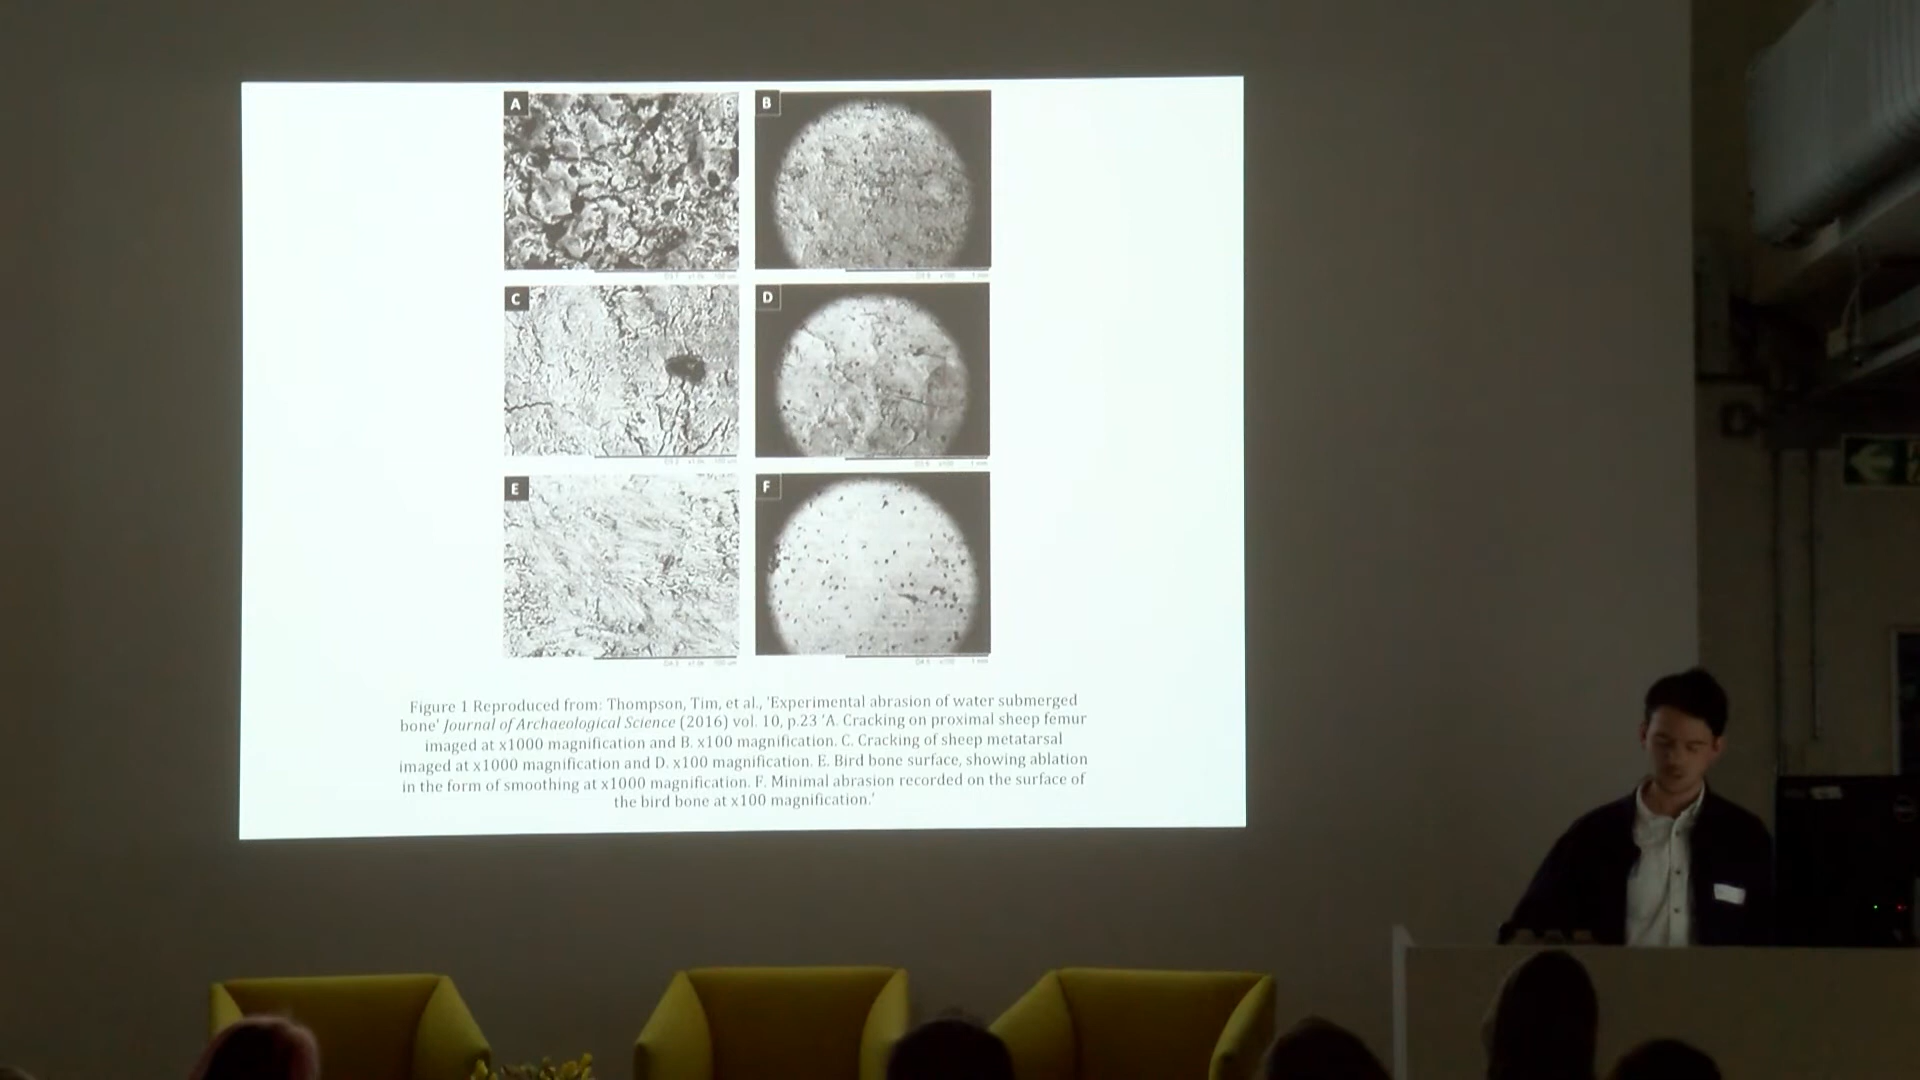 A
B
C
D
E
F
Figure 1 Reproduced from: Thompson, Tim, et al., 'Experimental abrasion of water submerged
bone' Journal of Archaeological Science (2016) vol. 10, p.23 'A. Cracking on proximal sheep femur
imaged at x1000 magnification and B. x100 magnification. C. Cracking of sheep metatarsal
imaged at x1000 magnification and D. x100 magnification. E. Bird bone surface, showing ablation
in the form of smoothing at x1000 magnification. F. Minimal abrasion recorded on the surface of
the bird bone at x100 magnification.'